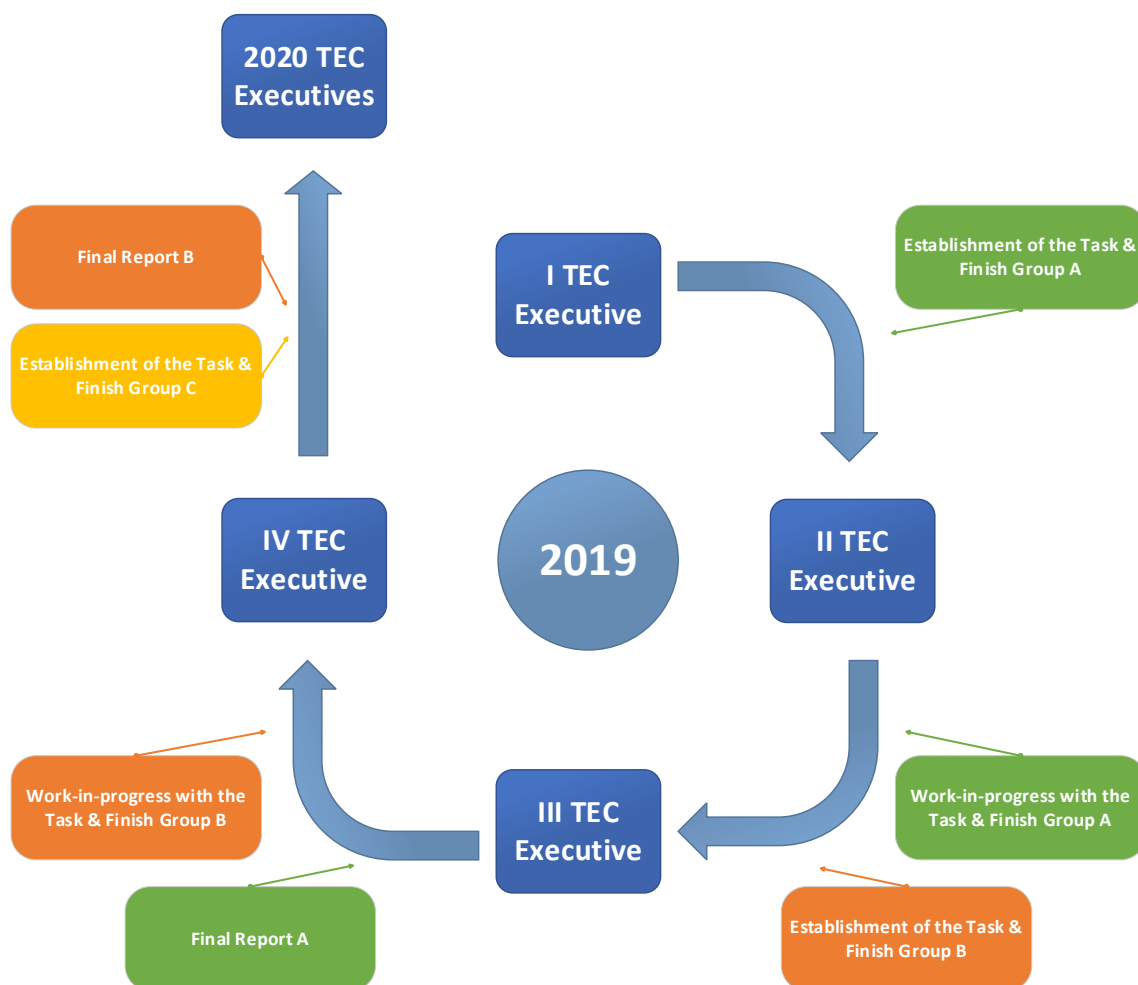 2020 TEC
Executives
Final Report B
Establishment of the Task &
Finish Group C
I TEC
Executive
Establishment of the Task &
Finish Group A
IV TEC
Executive
2019
II TEC
Executive
Work-in-progress with the
Task & Finish Group B
III TEC
Executive
Work-in-progress with the
Task & Finish Group A
Final Report A
Establishment of the Task &
Finish Group B